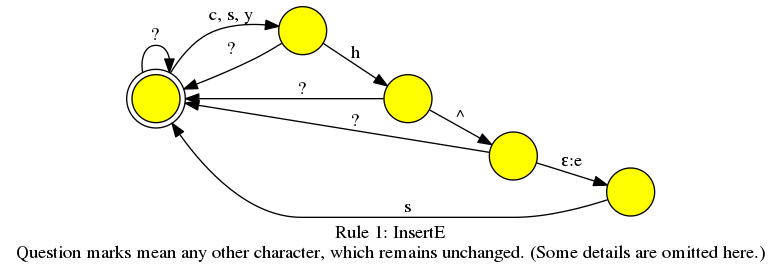 c, s, y
?
?
h
?
^
?
ε:e
s
Rule 1: InsertE
Question marks mean any other character, which remains unchanged. (Some details are omitted here.)